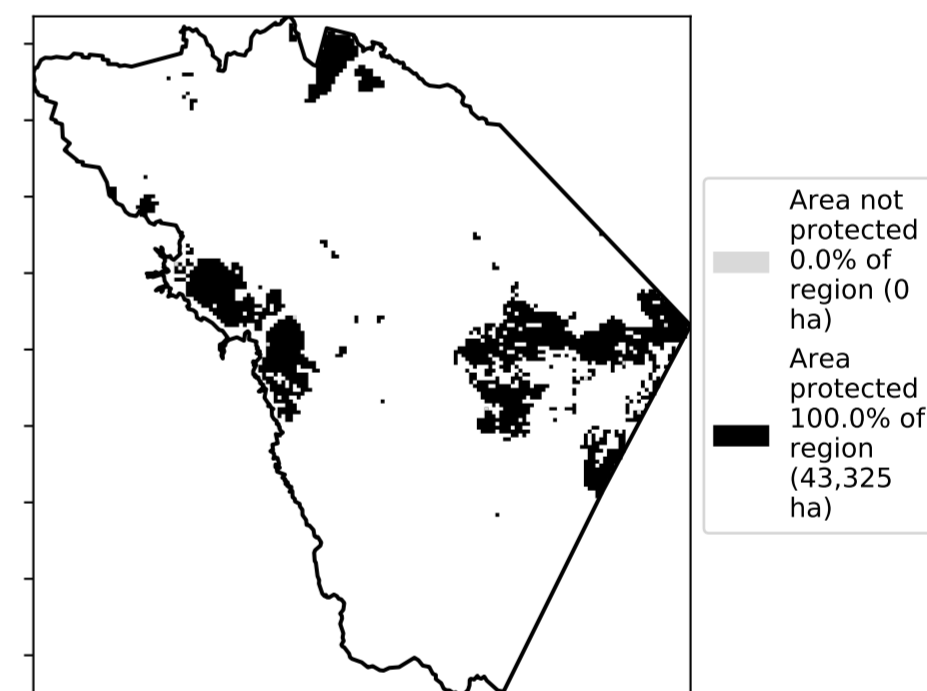 Area not
protected
0.0% of
region (0
ha)
Area
protected
100.0% of
region
(43,325
ha)